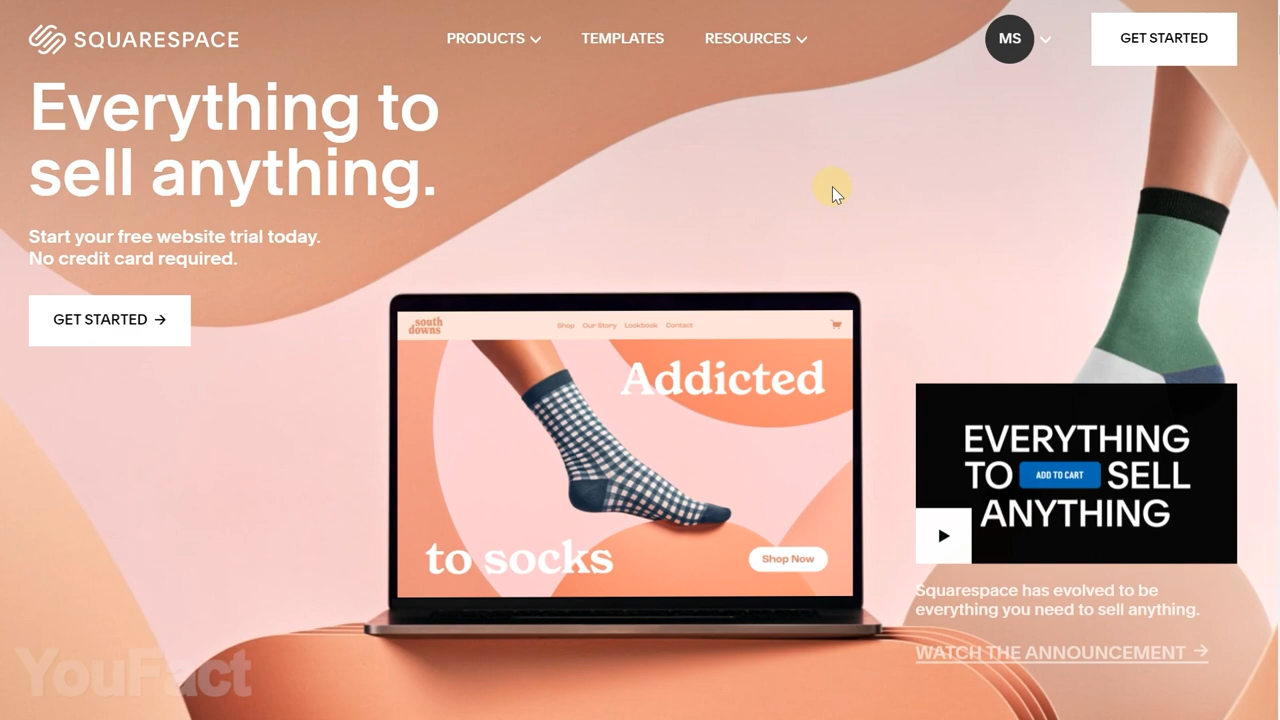 SQUARESPACE
PRODUCTS
TEMPLATES
RESOURCES
MS
GET STARTED
Everything to
sell anything.
Start your free website trial today.
No credit card required.
GET STARTED →
south
downs
Shop Our Story Lookbook Contact
Addicted
to socks
Shop Now
EVERYTHING
TO ADD TO CART SELL
ANYTHING
Squarespace has evolved to be
everything you need to sell anything.
WATCH THE ANNOUNCEMENT →
YouFact